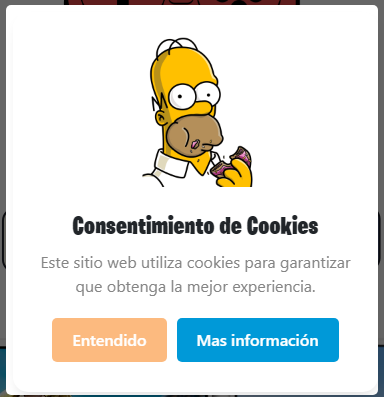 Consentimiento de Cookies
Este sitio web utiliza cookies para garantizar
que obtenga la mejor experiencia.
Entendido
Mas información